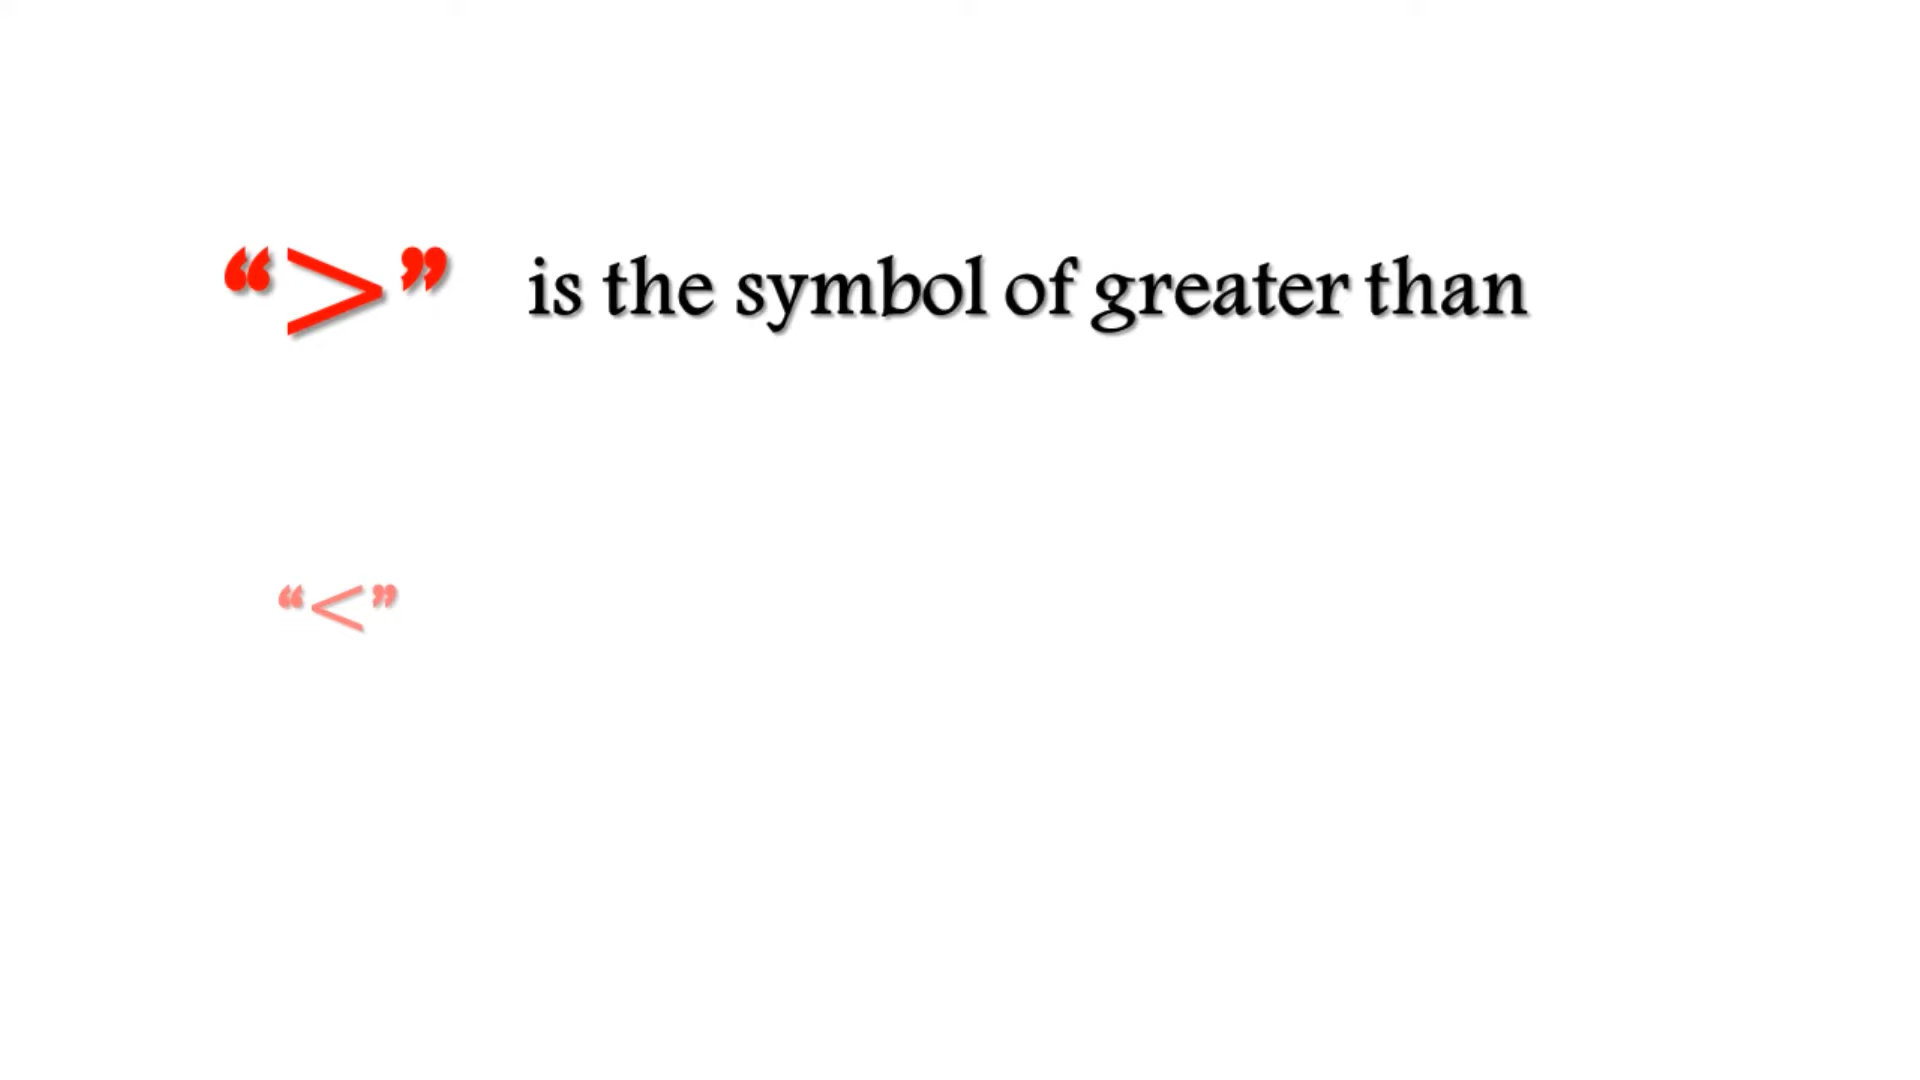 “>” is the symbol of greater than
“<”